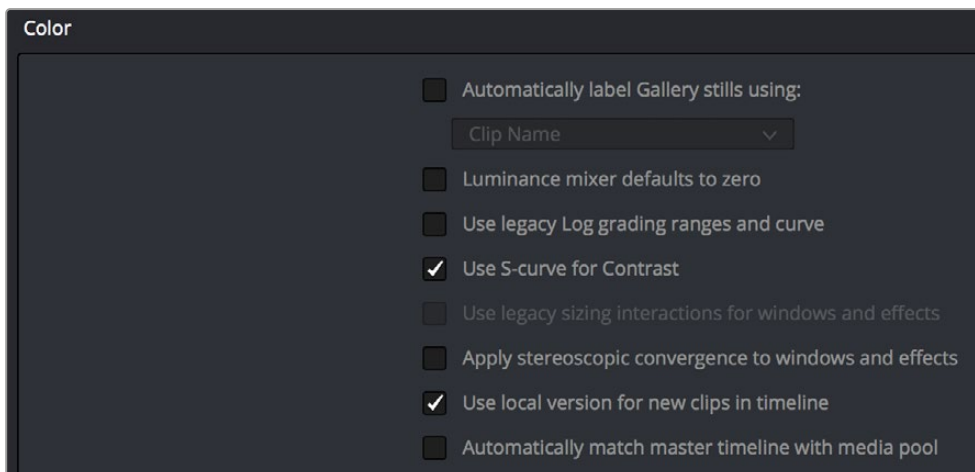 Color
Automatically label Gallery stills using:
Clip Name
Luminance mixer defaults to zero
Use legacy Log grading ranges and curve
Use S-curve for Contrast
Use legacy sizing interactions for windows and effects
Apply stereoscopic convergence to windows and effects
Use local version for new clips in timeline
Automatically match master timeline with media pool